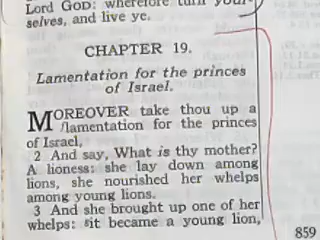 Lord GOD: wherefore turn your-
selves, and live ye.
CHAPTER 19.
Lamentation for the princes
of Israel.
MOREOVER take thou up a
/lamentation for the princes
of Israel,
2 And say, What is thy mother?
A lioness: she lay down among
lions, she nourished her whelps
among young lions.
3 And she brought up one of her
whelps: it became a young lion,
859